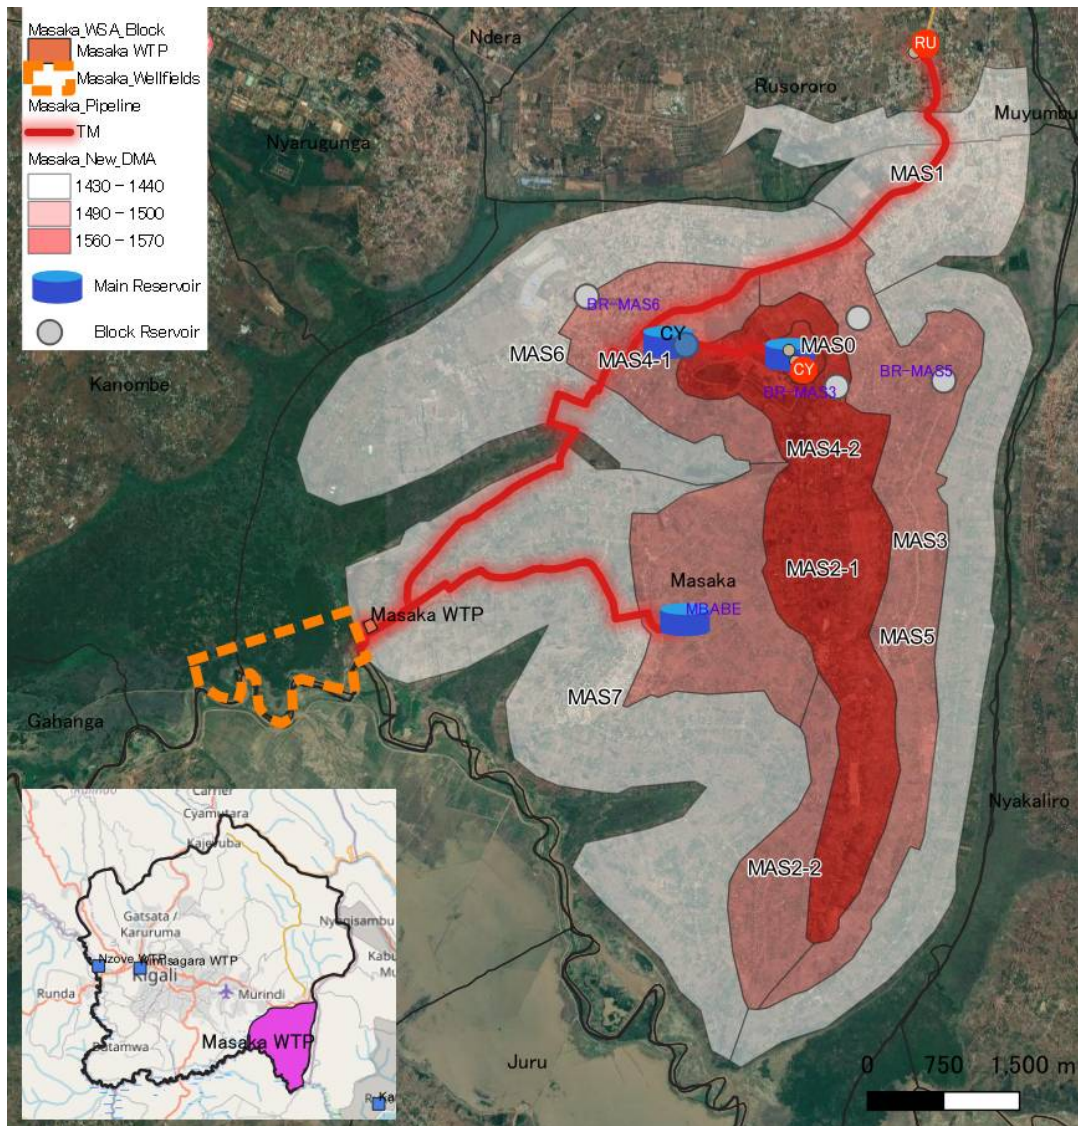 Masaka_WSA_Block
Masaka WTP
Masaka_Wellfields
Masaka_Pipeline
TM
Masaka_New_DMA
1430 - 1440
1490 - 1500
1560 - 1570
Main Reservoir
Block Rservoir
Ndera
RU
Rusororo
Muyumbu
Nyarugunga
MAS1
BR-MAS6
CY
MAS0
MAS6
MAS4-1
CY
BR-MAS5
BR-MAS3
Kanombe
MAS4-2
MAS3
MAS2-1
Masaka
MBABE
Masaka WTP
MAS5
MAS7
Gahanga
Nyakaliro
MAS2-2
Juru
0 750 1,500 m
Carrier
Cyamutara
Kajevuba
Gatsata /
Karuruma
Nzove WTP
Kigali
Runda
Murindi
Masaka WTP